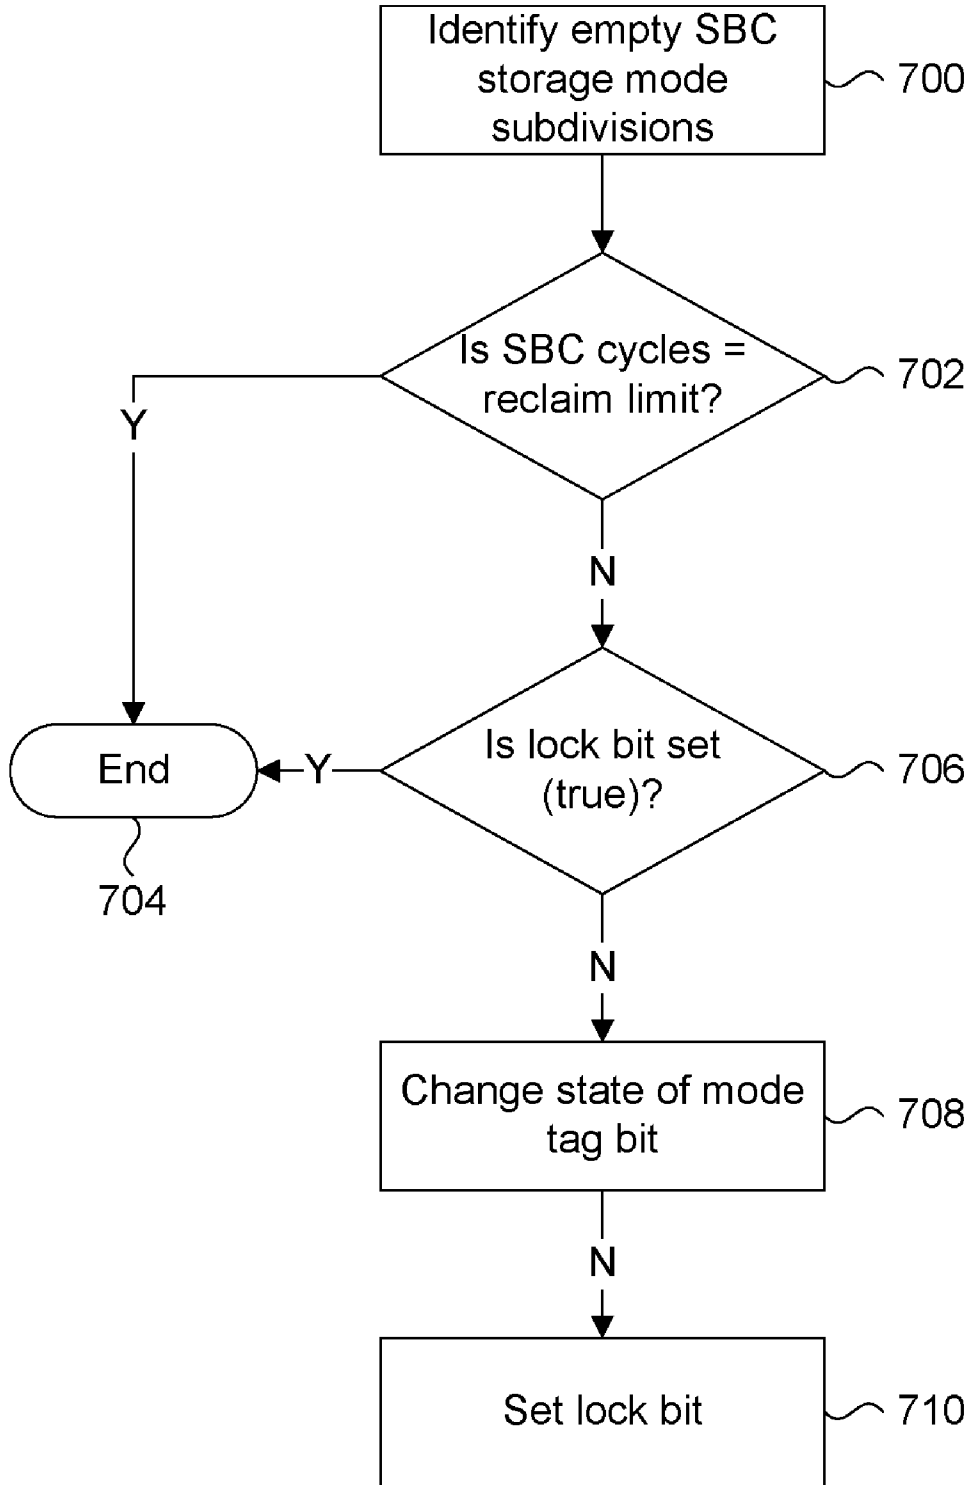 Identify empty SBC
storage mode
subdivisions
700
Is SBC cycles =
reclaim limit?
702
Y
N
Is lock bit set
(true)?
706
Y
End
704
N
Change state of mode
tag bit
708
N
Set lock bit
710